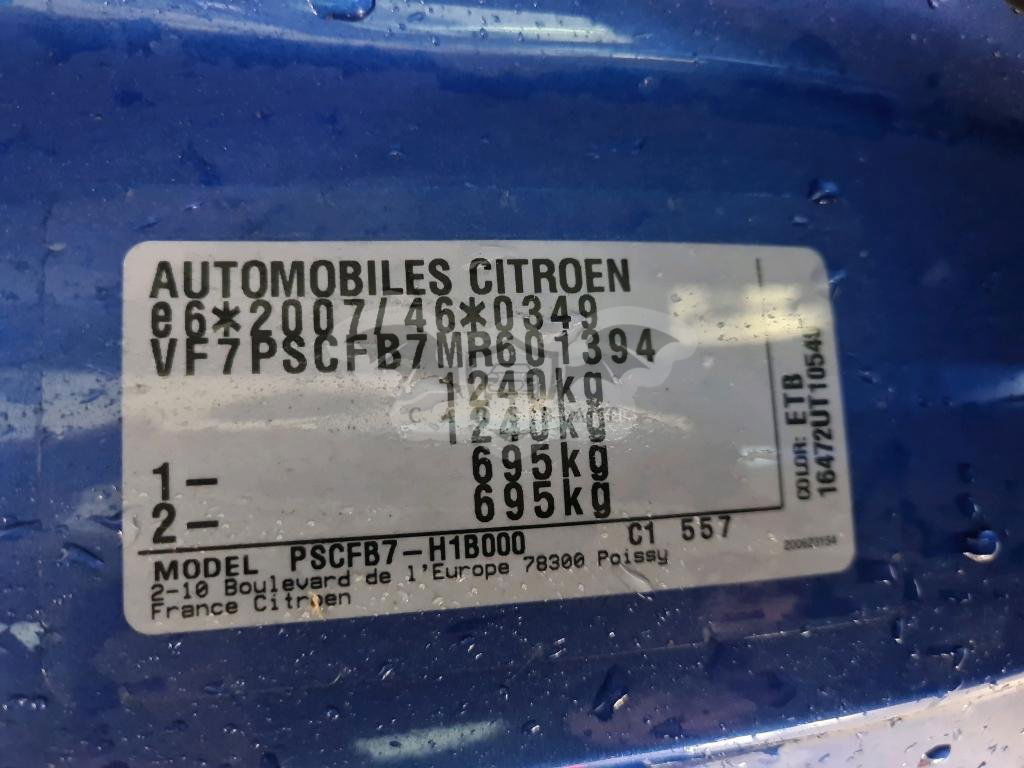 AUTOMOBILES CITROEN
e6*2007/46*0349
VF7PSCFB7MR601394
1240kg
1240kg
1- 695kg
2- 695kg
MODEL PSCFB7-H1B000 C1 557
2-10 Boulevard de l'Europe 78300 Poissy
France Citroen
COLOR: ETB